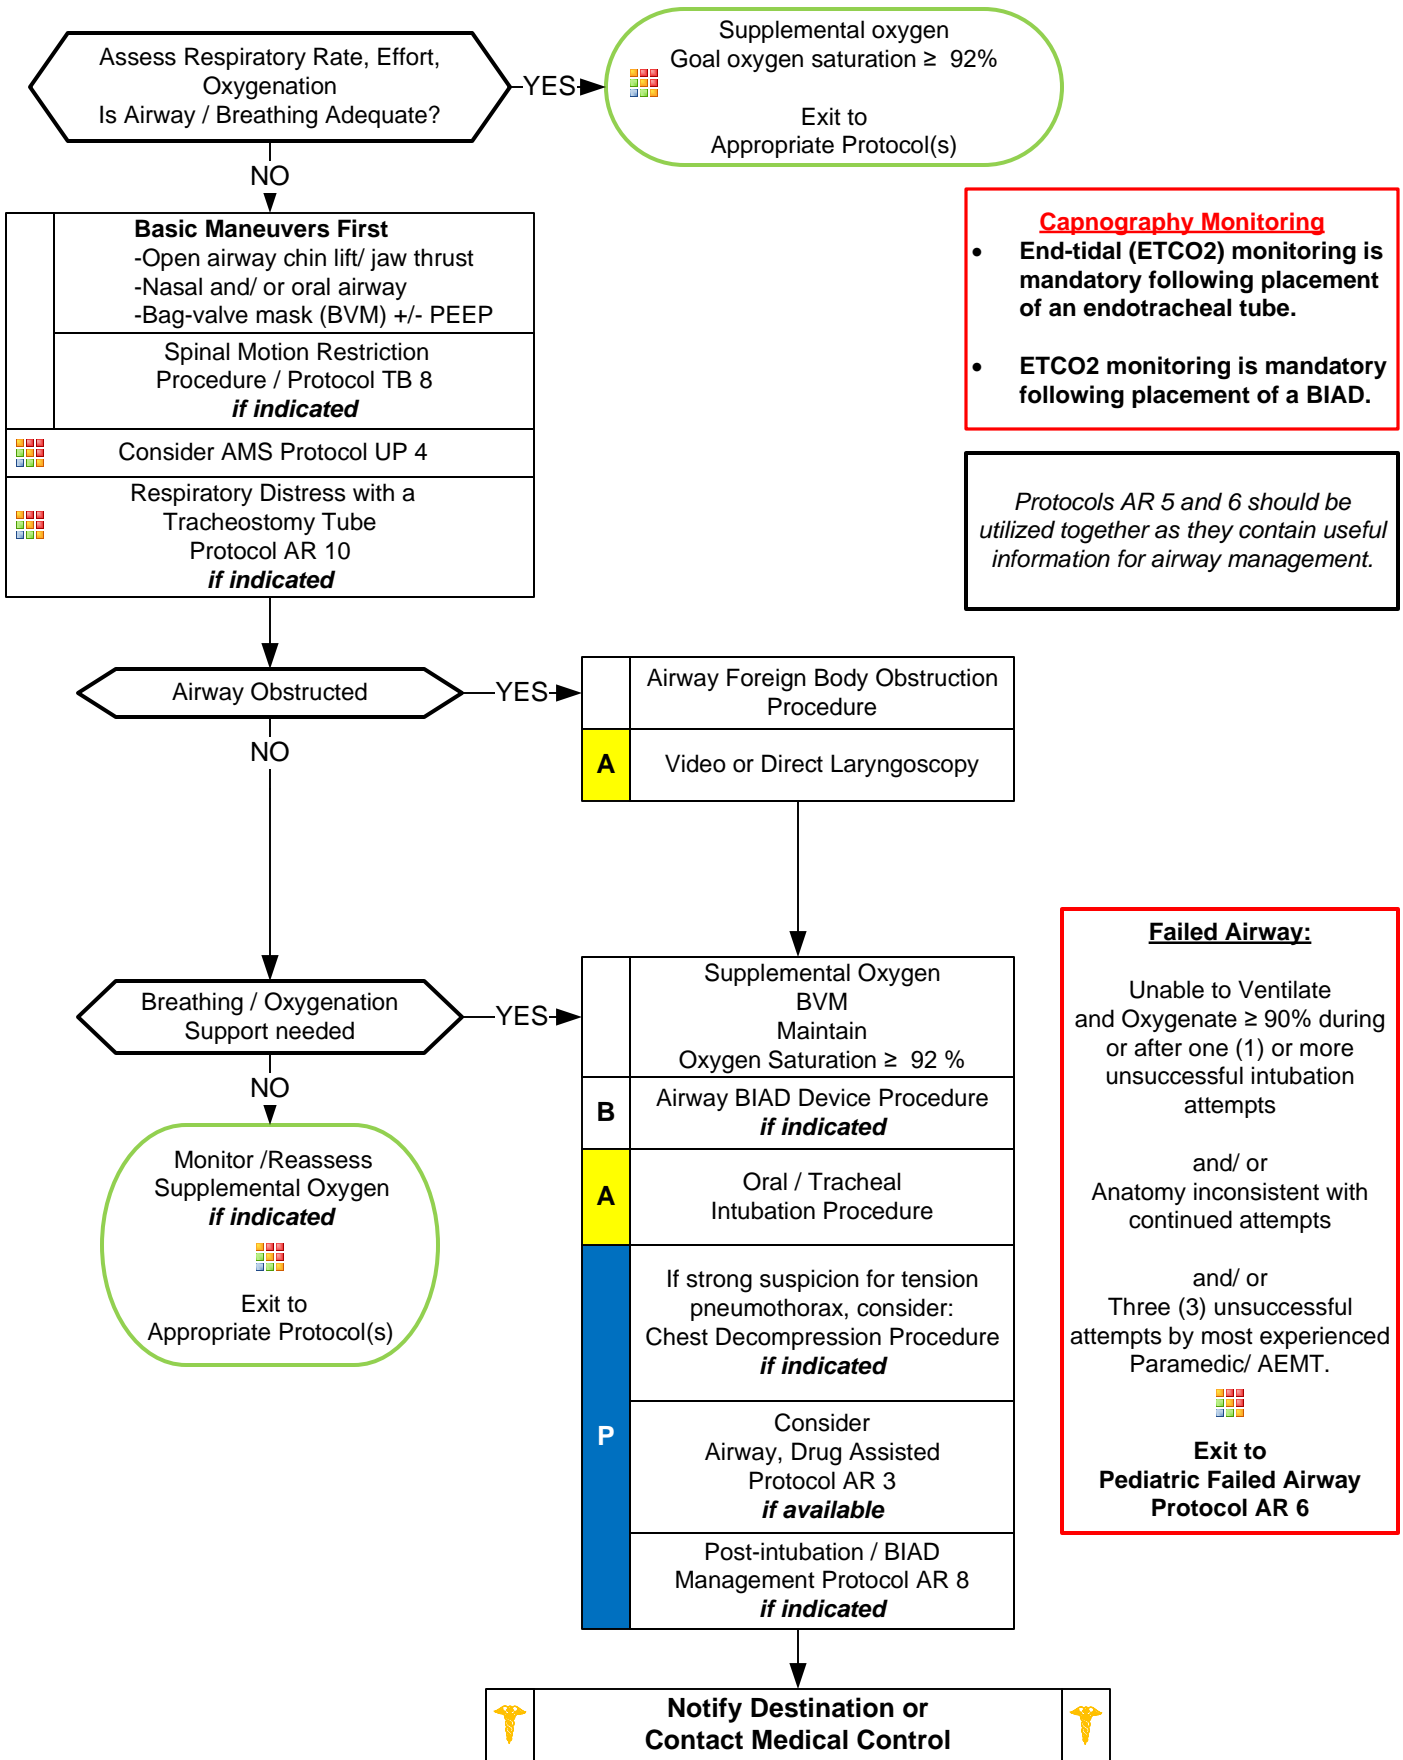 Assess Respiratory Rate, Effort,
Oxygenation
Is Airway / Breathing Adequate?
YES
Supplemental oxygen
Goal oxygen saturation ≥ 92%
Exit to
Appropriate Protocol(s)
NO
Basic Maneuvers First
-Open airway chin lift/ jaw thrust
-Nasal and/ or oral airway
-Bag-valve mask (BVM) +/- PEEP
Spinal Motion Restriction
Procedure / Protocol TB 8
if indicated
Consider AMS Protocol UP 4
Respiratory Distress with a
Tracheostomy Tube
Protocol AR 10
if indicated
Capnography Monitoring
• End-tidal (ETCO2) monitoring is
mandatory following placement
of an endotracheal tube.
• ETCO2 monitoring is mandatory
following placement of a BIAD.
Protocols AR 5 and 6 should be
utilized together as they contain useful
information for airway management.
Airway Obstructed
YES
Airway Foreign Body Obstruction
Procedure
A
Video or Direct Laryngoscopy
NO
Breathing / Oxygenation
Support needed
YES
Supplemental Oxygen
BVM
Maintain
Oxygen Saturation ≥ 92 %
B
Airway BIAD Device Procedure
if indicated
A
Oral / Tracheal
Intubation Procedure
P
If strong suspicion for tension
pneumothorax, consider:
Chest Decompression Procedure
if indicated
Consider
Airway, Drug Assisted
Protocol AR 3
if available
Post-intubation / BIAD
Management Protocol AR 8
if indicated
NO
Monitor /Reassess
Supplemental Oxygen
if indicated
Exit to
Appropriate Protocol(s)
Failed Airway:
Unable to Ventilate
and Oxygenate ≥ 90% during
or after one (1) or more
unsuccessful intubation
attempts
and/ or
Anatomy inconsistent with
continued attempts
and/ or
Three (3) unsuccessful
attempts by most experienced
Paramedic/ AEMT.
Exit to
Pediatric Failed Airway
Protocol AR 6
Notify Destination or
Contact Medical Control